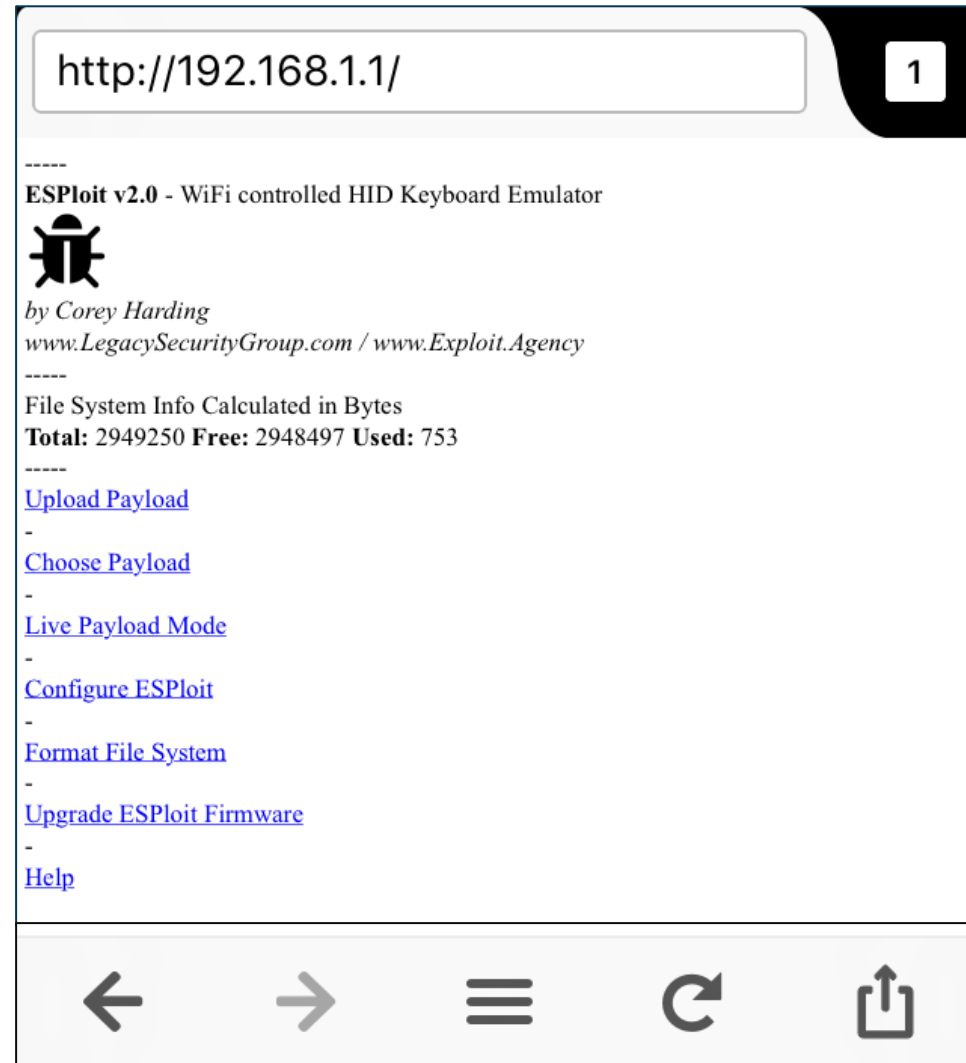 http://192.168.1.1/
1
-----
ESPloit v2.0 - WiFi controlled HID Keyboard Emulator
by Corey Harding
www.LegacySecurityGroup.com / www.Exploit.Agency
-----
File System Info Calculated in Bytes
Total: 2949250 Free: 2948497 Used: 753
-----
Upload Payload
-
Choose Payload
-
Live Payload Mode
-
Configure ESPloit
-
Format File System
-
Upgrade ESPloit Firmware
-
Help